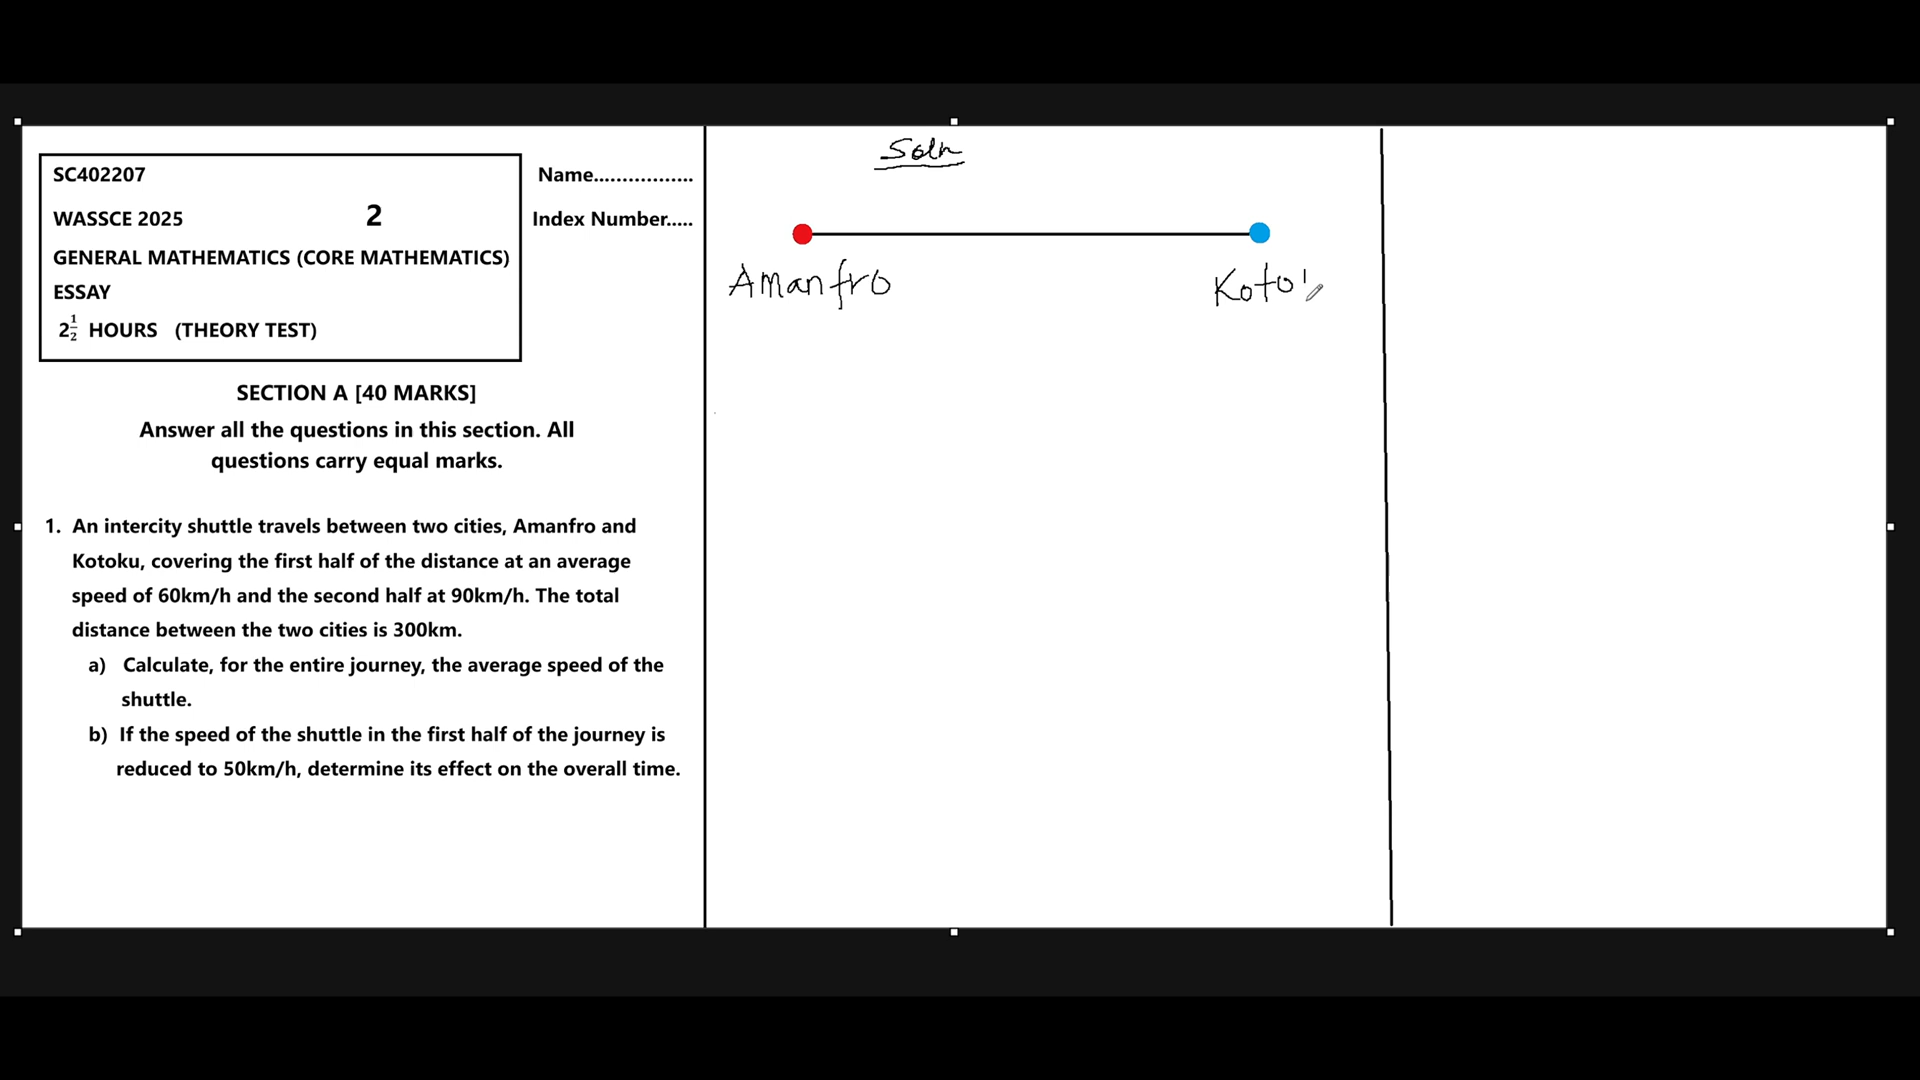 SC402207
Name.................
WASSCE 2025 2
Index Number.....
GENERAL MATHEMATICS (CORE MATHEMATICS)
ESSAY
2 1/2 HOURS (THEORY TEST)
SECTION A [40 MARKS]
Answer all the questions in this section. All
questions carry equal marks.
1. An intercity shuttle travels between two cities, Amanfro and
Kotoku, covering the first half of the distance at an average
speed of 60km/h and the second half at 90km/h. The total
distance between the two cities is 300km.
a) Calculate, for the entire journey, the average speed of the
shuttle.
b) If the speed of the shuttle in the first half of the journey is
reduced to 50km/h, determine its effect on the overall time.
Soln
Amanfro